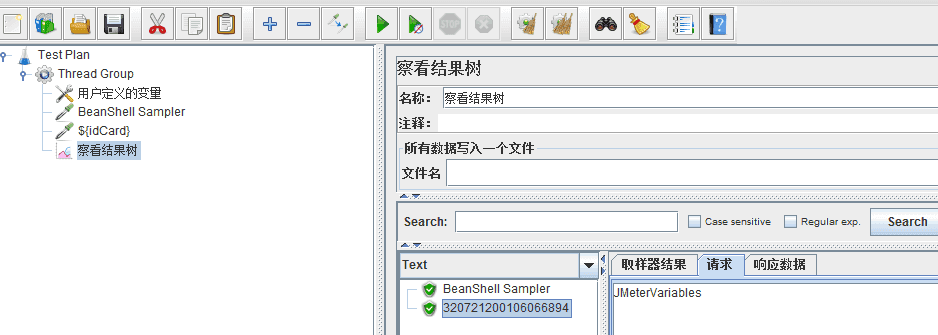 Test Plan
Thread Group
用户定义的变量
BeanShell Sampler
${idCard}
察看结果树
察看结果树
名称： 察看结果树
注释：
所有数据写入一个文件
文件名
Search: Case sensitive Regular exp. Search
Text
BeanShell Sampler
320721200106066894
取样器结果 请求 响应数据
JMeterVariables